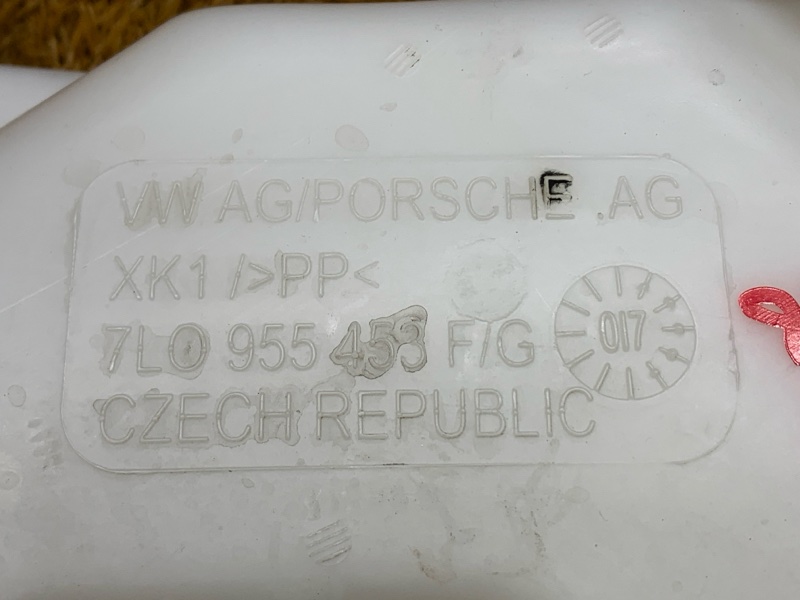 VW AG/PORSCHE AG
XK1 />PP<
7L0 955 453 F/G
017
CZECH REPUBLIC